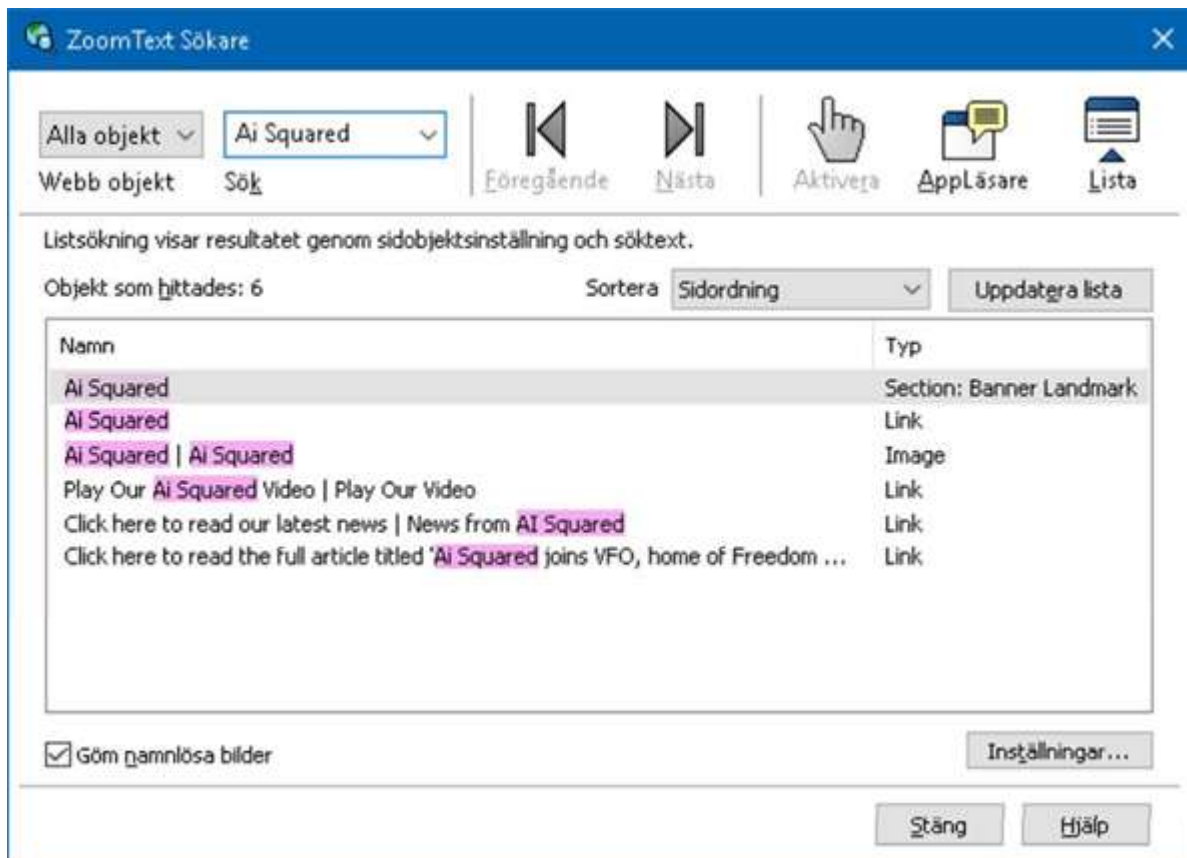 ZoomText Sökare
Alla objekt Ai Squared
Webb objekt Sök Föregående Nästa Aktivera AppLäsare Lista
Listsökning visar resultatet genom sidobjektsinställning och söktext.
Objekt som hittades: 6 Sortera Sidordning Uppdatera lista
Namn Typ
Ai Squared Section: Banner Landmark
Ai Squared Link
Ai Squared | Ai Squared Image
Play Our Ai Squared Video | Play Our Video Link
Click here to read our latest news | News from AI Squared Link
Click here to read the full article titled 'Ai Squared joins VFO, home of Freedom ... Link
Göm namnlösa bilder Inställningar...
Stäng Hjälp